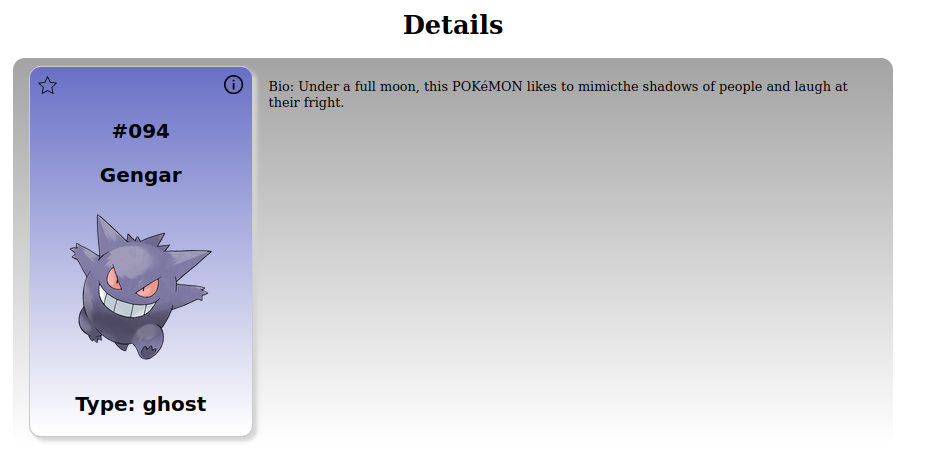 Details
#094
Gengar
Type: ghost
Bio: Under a full moon, this POKéMON likes to mimicthe shadows of people and laugh at
their fright.